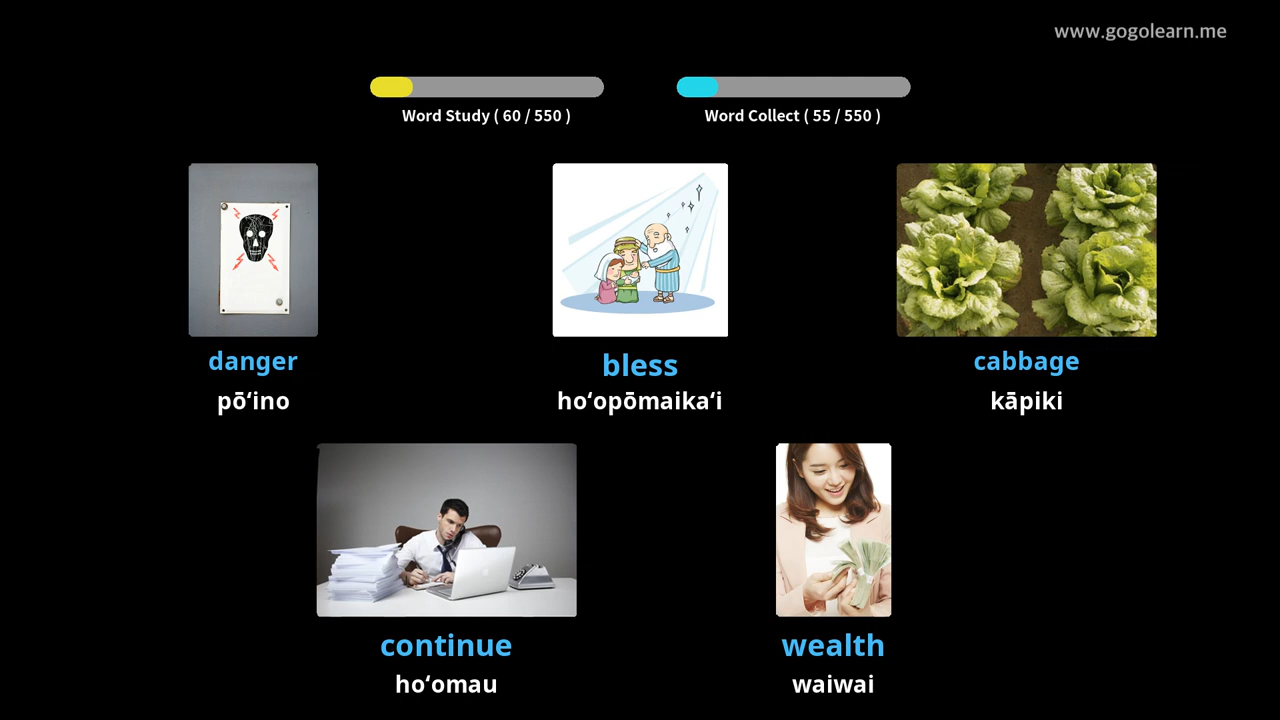 www.gogolearn.me
Word Study ( 60 / 550 )
Word Collect ( 55 / 550 )
danger
bless
cabbage
pōʻino
hoʻopōmaikaʻi
kāpiki
continue
wealth
hoʻomau
waiwai